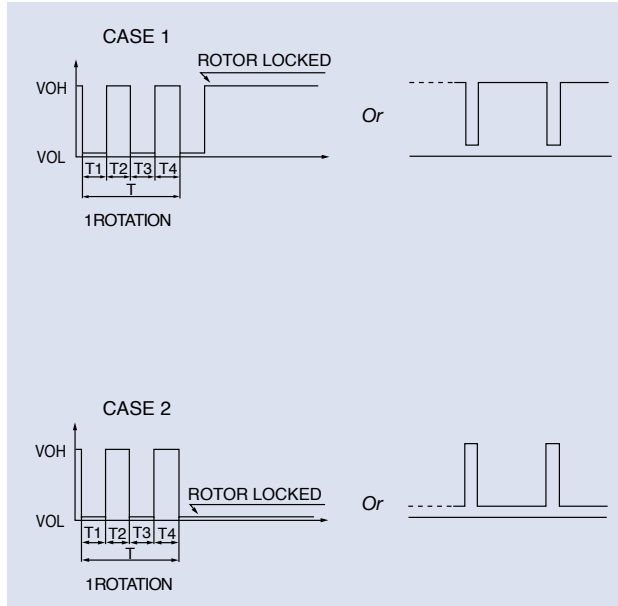 CASE 1
ROTOR LOCKED
VOH
Or
VOL
T1 T2 T3 T4
T
1ROTATION
CASE 2
VOH
ROTOR LOCKED
Or
VOL
T1 T2 T3 T4
T
1ROTATION